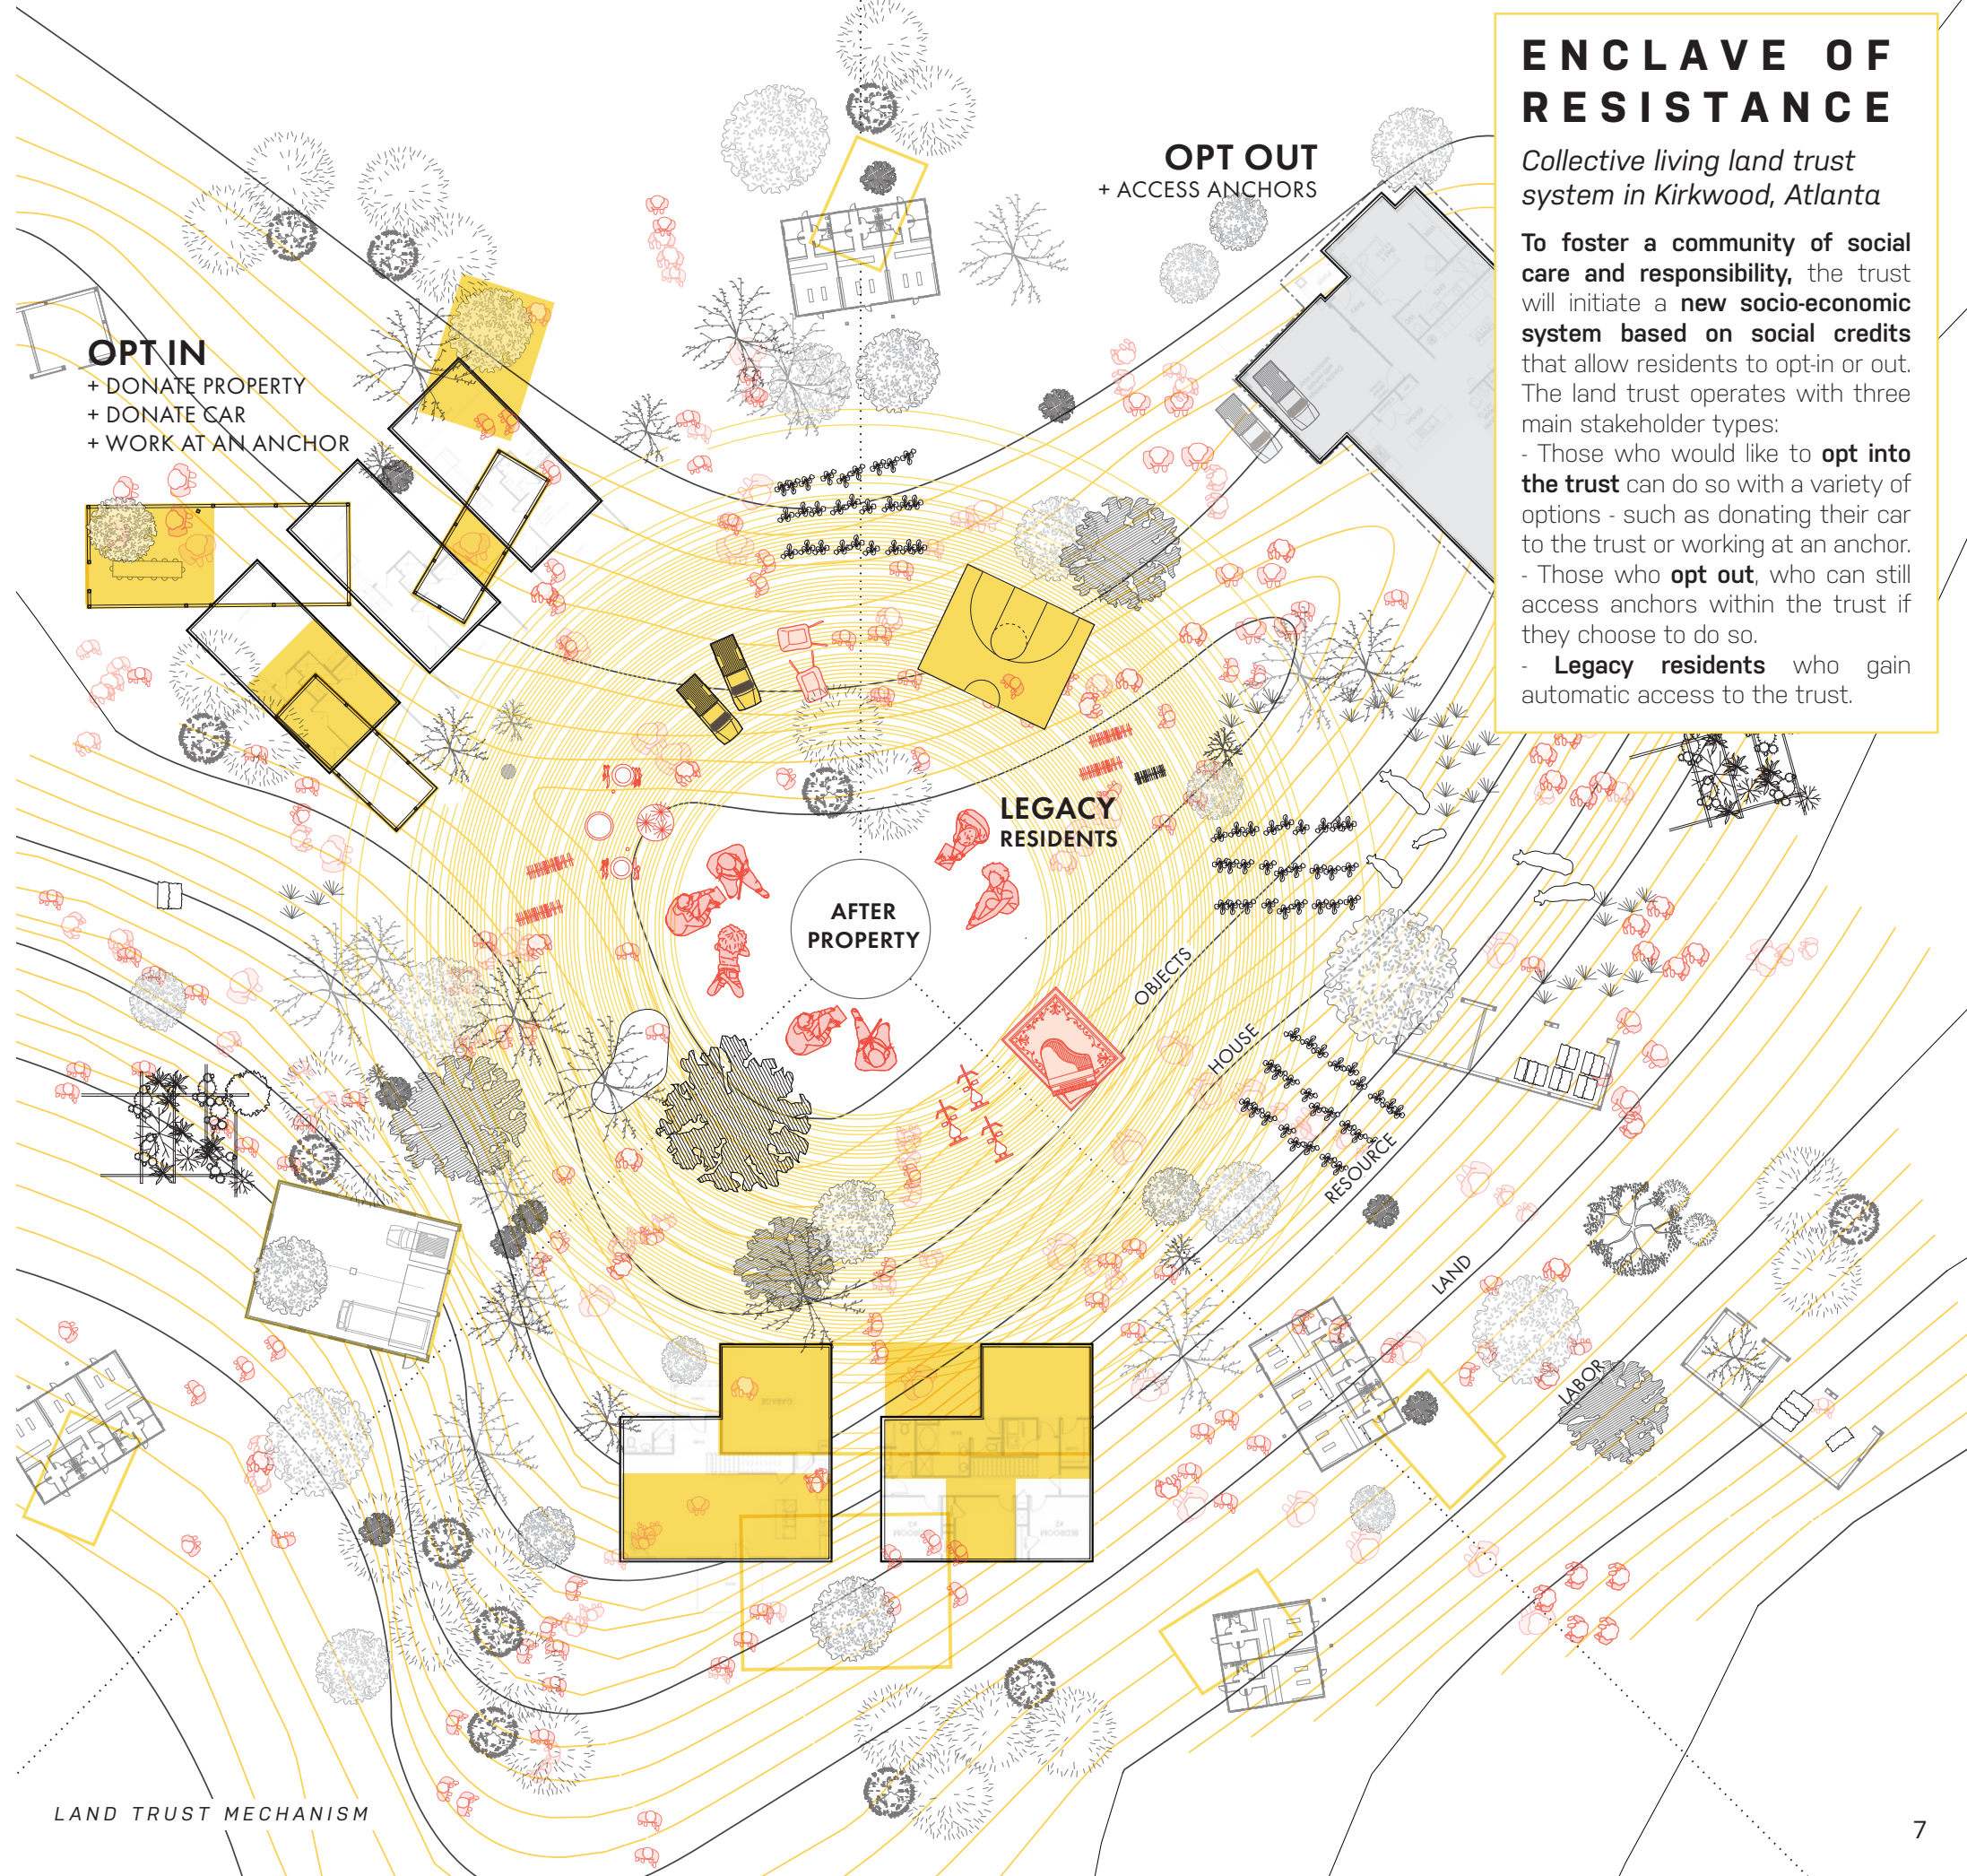 ENCLAVE OF
RESISTANCE
Collective living land trust
system in Kirkwood, Atlanta
To foster a community of social
care and responsibility, the trust
will initiate a new socio-economic
system based on social credits
that allow residents to opt-in or out.
The land trust operates with three
main stakeholder types:
- Those who would like to opt into
the trust can do so with a variety of
options - such as donating their car
to the trust or working at an anchor.
- Those who opt out, who can still
access anchors within the trust if
they choose to do so.
- Legacy residents who gain
automatic access to the trust.
OPT OUT
+ ACCESS ANCHORS
OPT IN
+ DONATE PROPERTY
+ DONATE CAR
+ WORK AT AN ANCHOR
LEGACY
RESIDENTS
AFTER
PROPERTY
OBJECTS
HOUSE
RESOURCE
LAND
LABOR
GARAGE
LAND TRUST MECHANISM
7